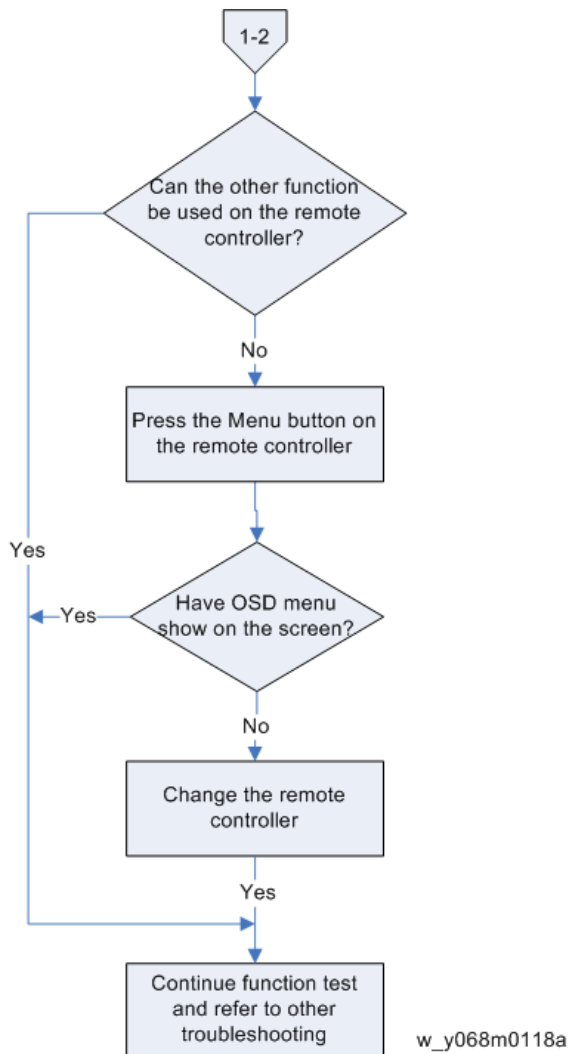 1-2
Can the other function
be used on the remote
controller?
No
Press the Menu button on
the remote controller
Yes
Have OSD menu
show on the screen?
Yes
No
Change the remote
controller
Yes
Continue function test
and refer to other
troubleshooting
w_y068m0118a